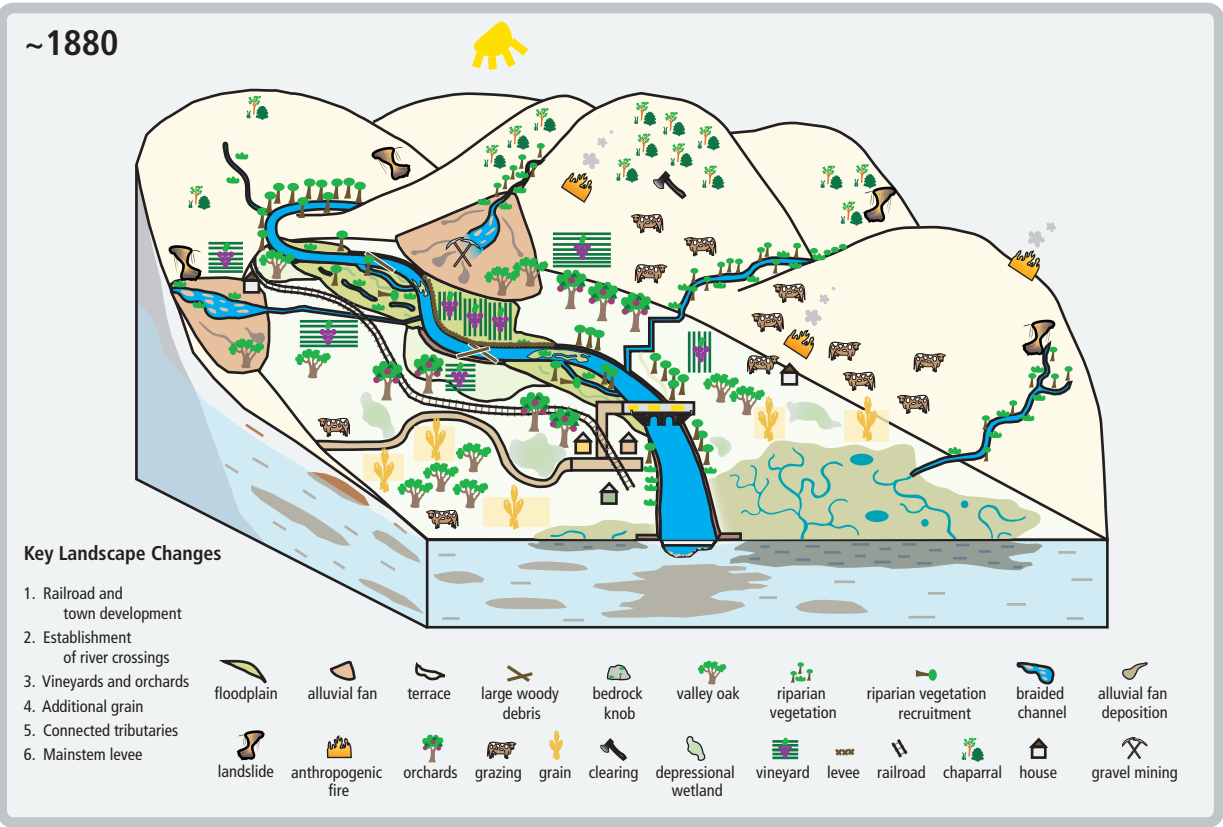 ~1880
Key Landscape Changes
1. Railroad and
town development
2. Establishment
of river crossings
3. Vineyards and orchards
4. Additional grain
5. Connected tributaries
6. Mainstem levee
floodplain
alluvial fan
terrace
large woody
debris
bedrock
knob
valley oak
riparian
vegetation
riparian vegetation
recruitment
braided
channel
alluvial fan
deposition
landslide
anthropogenic
fire
orchards
grazing
grain
clearing
depressional
wetland
vineyard
levee
railroad
chaparral
house
gravel mining